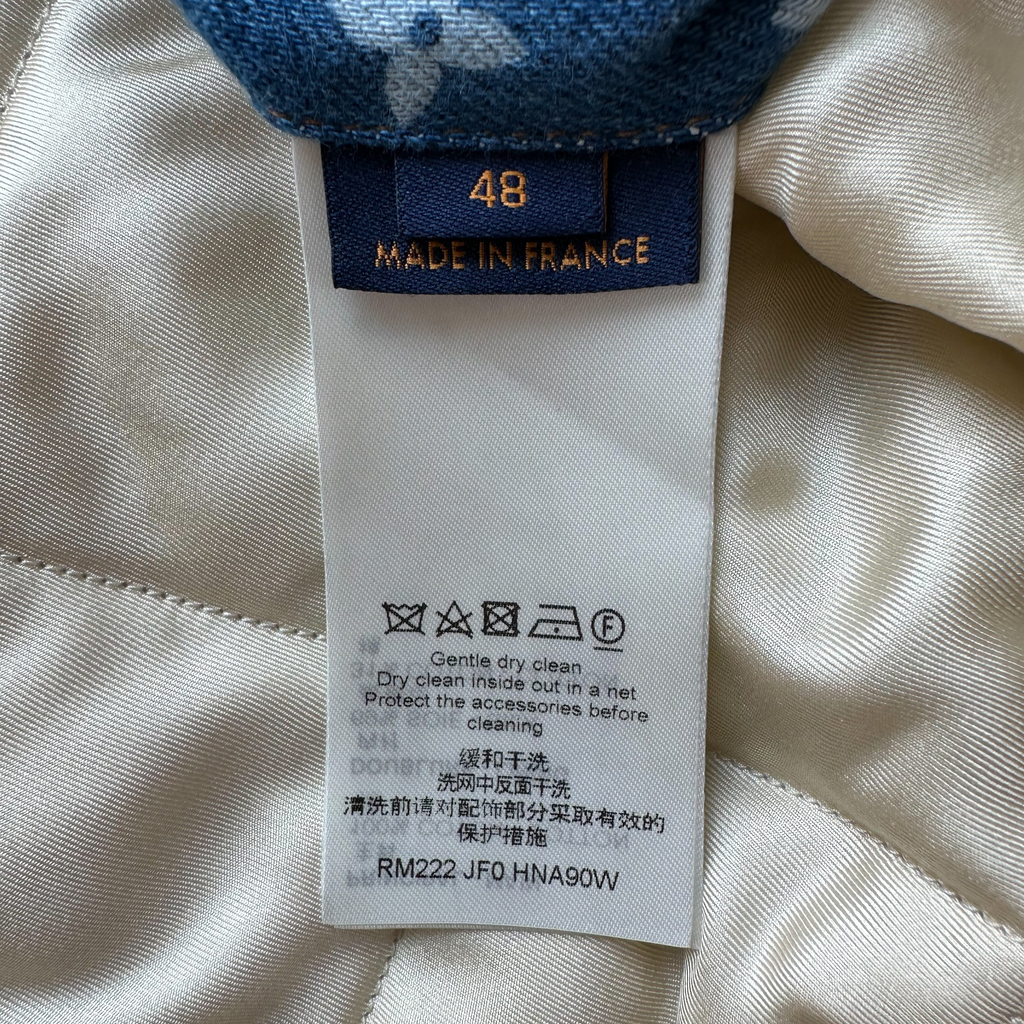 48
MADE IN FRANCE
F
Gentle dry clean
Dry clean inside out in a net
Protect the accessories before
cleaning
缓和干洗
洗网中反面干洗
清洗前请对配饰部分采取有效的
保护措施
RM222 JF0 HNA90W